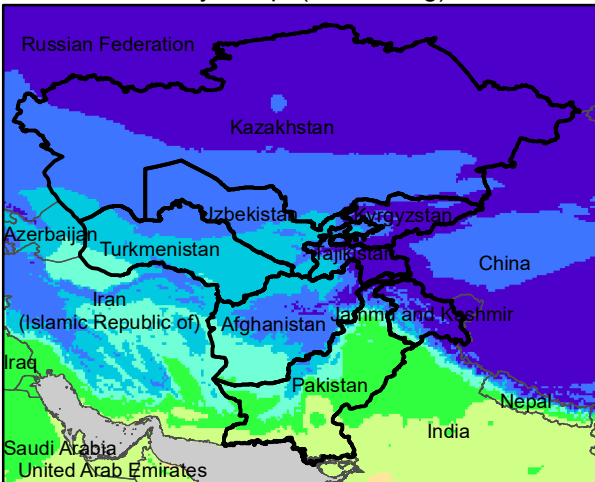 Russian Federation
Kazakhstan
Uzbekistan
Kyrgyzstan
Azerbaijan
Turkmenistan
Tajikistan
China
Iran
(Islamic Republic of)
Afghanistan
Jammu and Kashmir
Iraq
Pakistan
Nepal
India
Saudi Arabia
United Arab Emirates